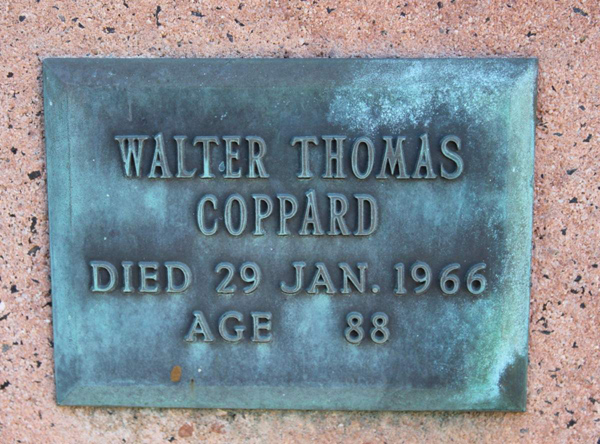 WALTER THOMAS
COPPARD
DIED 29 JAN. 1966
AGE 88